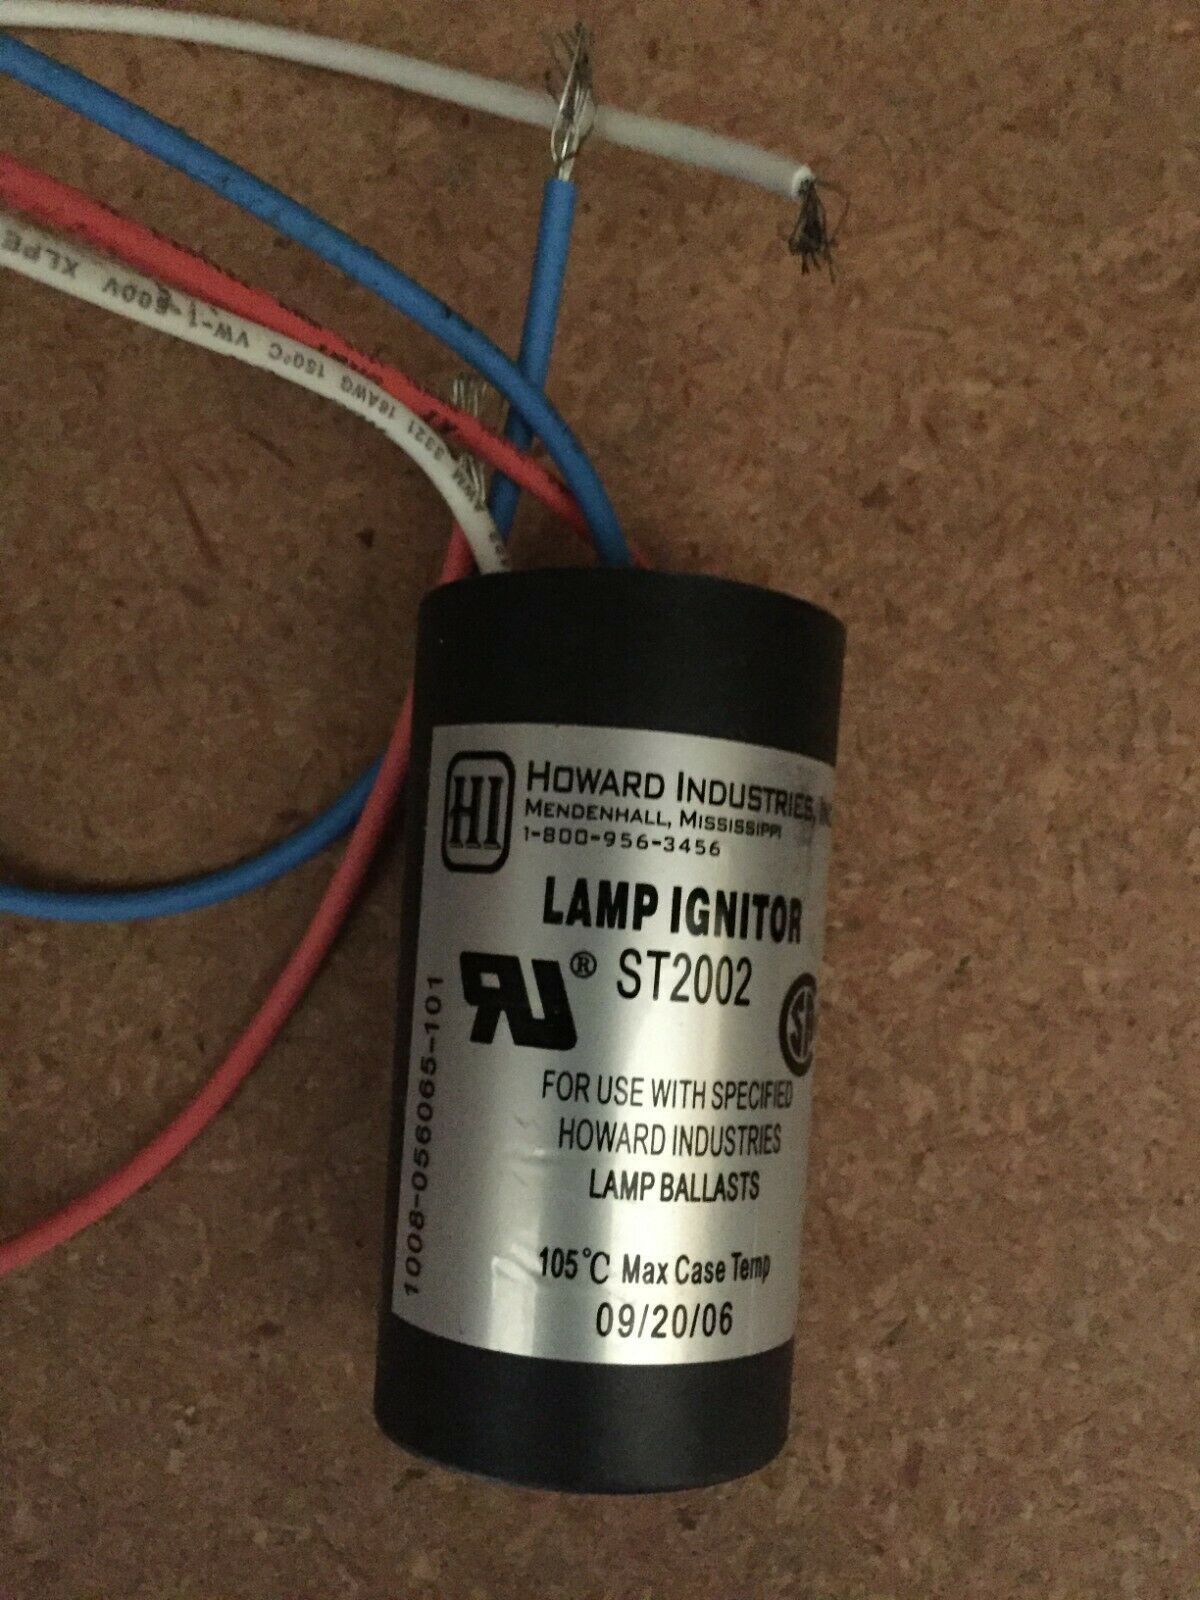 AWM 3321 18AWG 150°C VW-1 600V XLPE
HI
HOWARD INDUSTRIES,
MENDENHALL, MISSISSIPPI
1-800-956-3456
LAMP IGNITOR
® ST2002
FOR USE WITH SPECIFIED
HOWARD INDUSTRIES
LAMP BALLASTS
105°C Max Case Temp
09/20/06
1008-056065-101